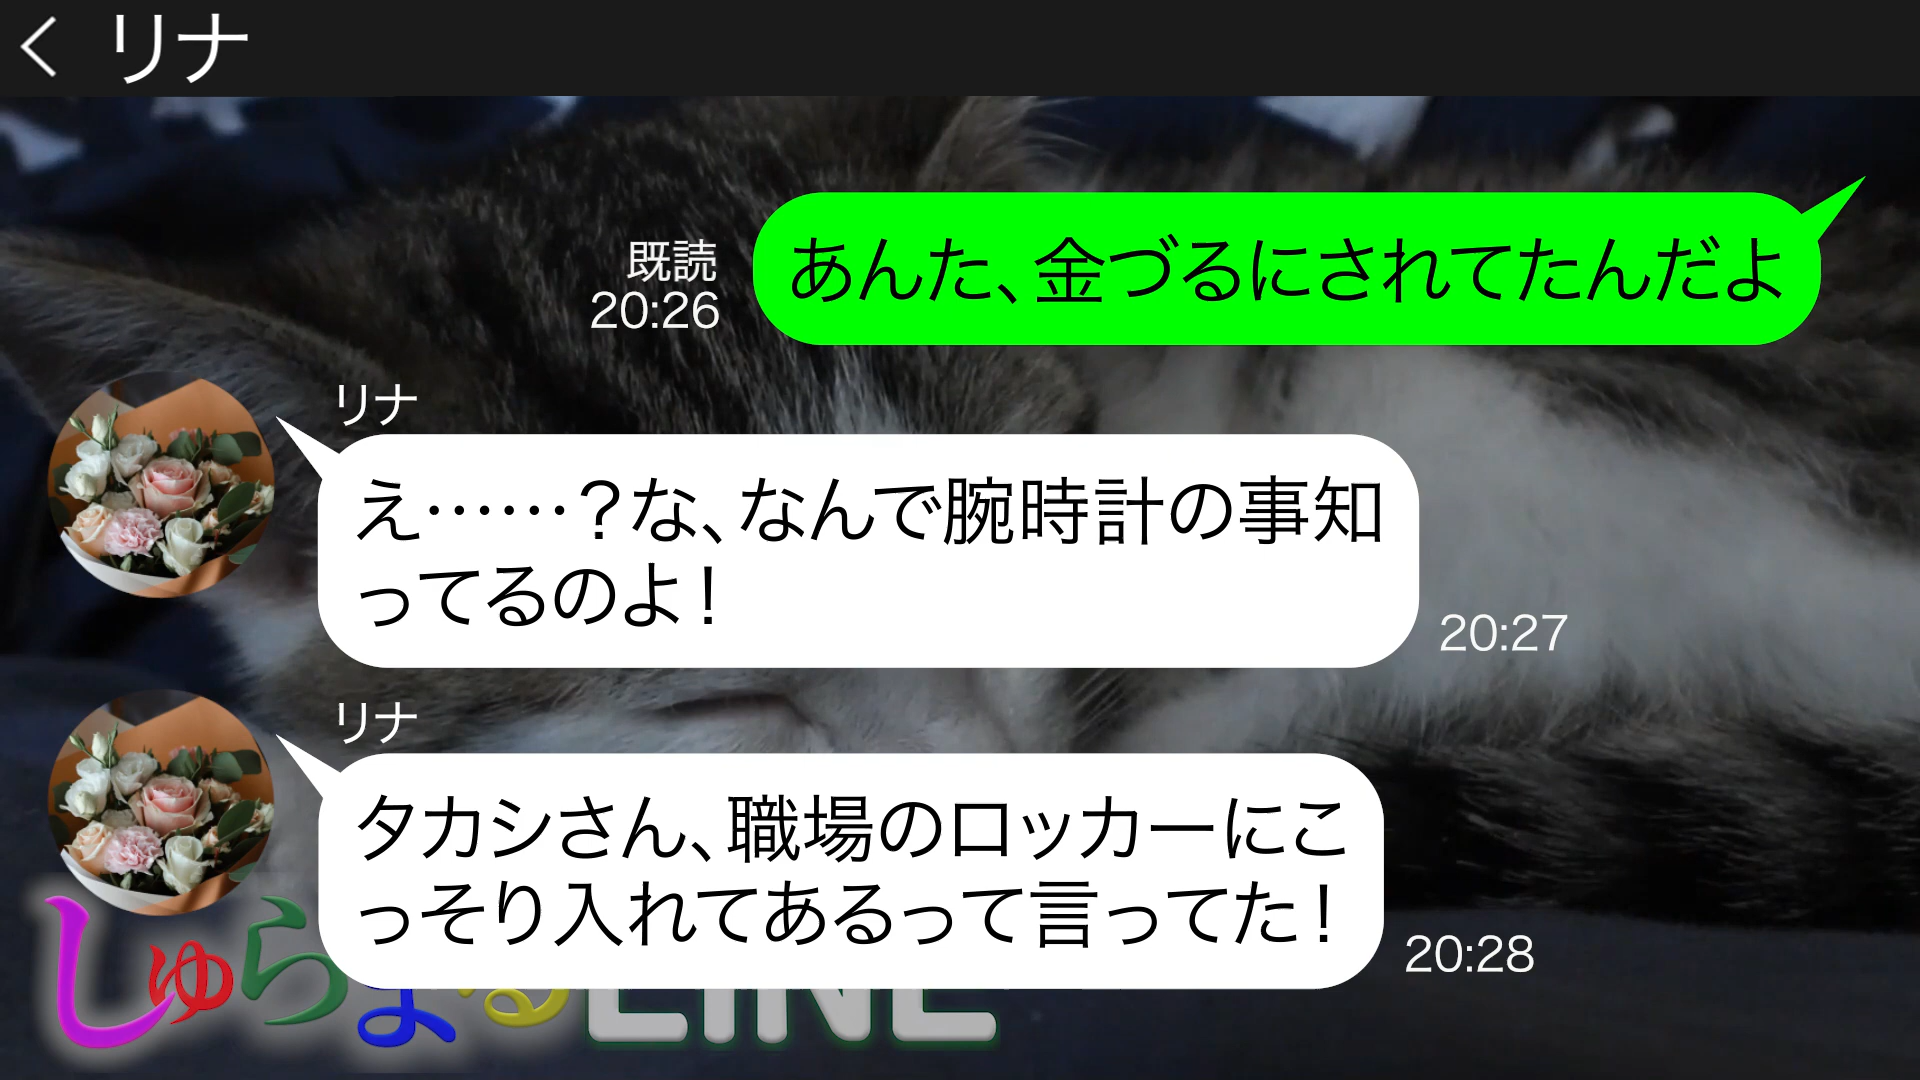 リナ
あんた、金づるにされてたんだよ
既読
20:26
リナ
え……？な、なんで腕時計の事知
ってるのよ！
20:27
リナ
タカシさん、職場のロッカーにこ
っそり入れてあるって言ってた！
20:28
しゅらまるLINE